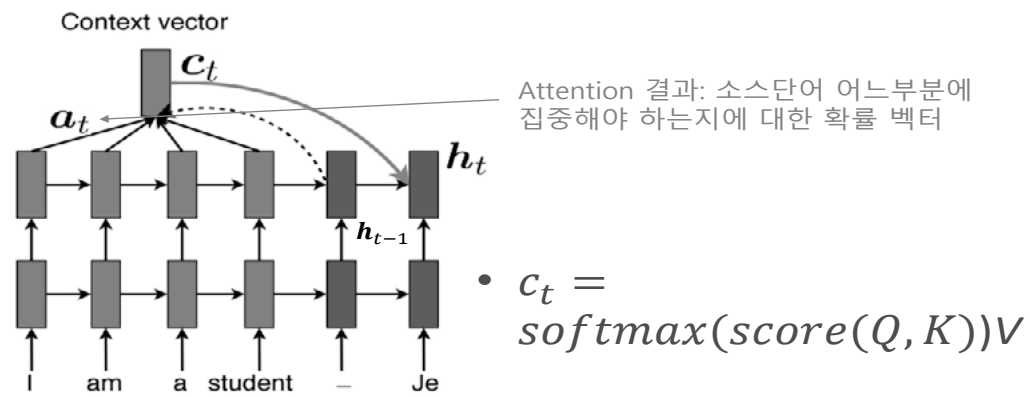 Context vector
c_t
a_t
Attention 결과: 소스단어 어느부분에
집중해야 하는지에 대한 확률 벡터
h_t
h_{t-1}
• c_t =
softmax(score(Q, K))V
I am a student _ Je